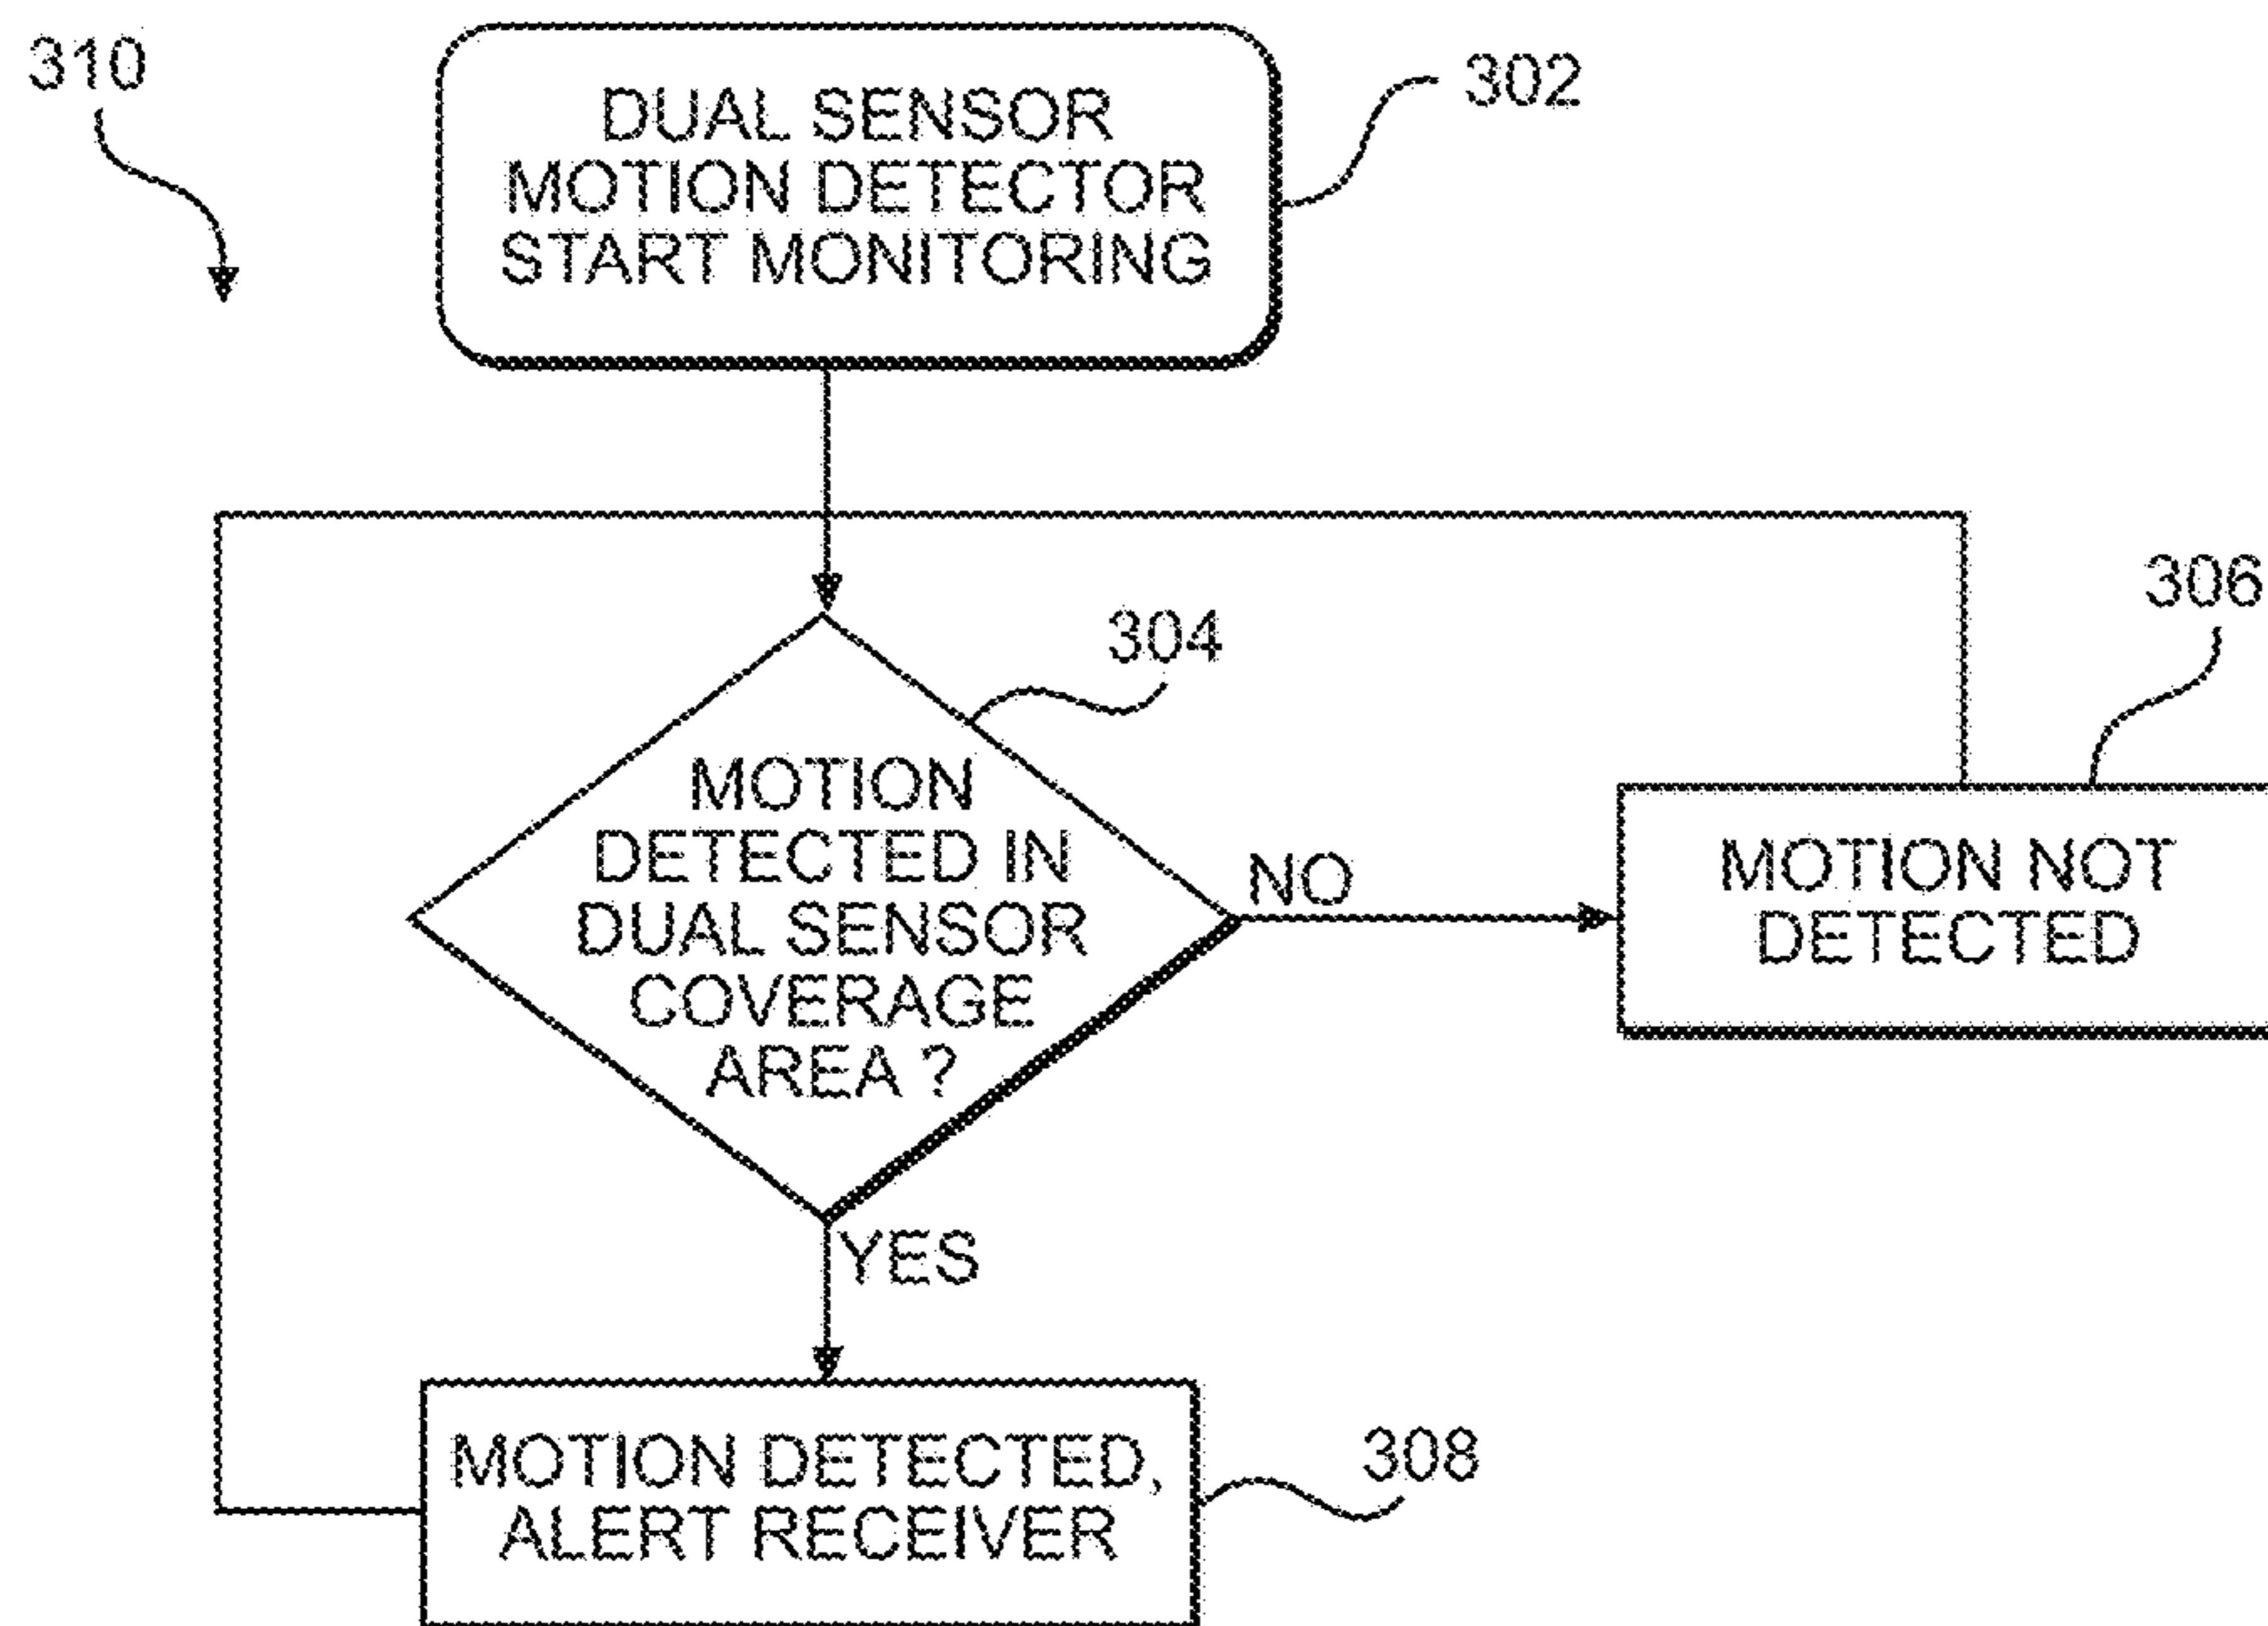 310
DUAL SENSOR
MOTION DETECTOR
START MONITORING
302
304
306
MOTION
DETECTED IN
DUAL SENSOR
COVERAGE
AREA ?
NO
MOTION NOT
DETECTED
YES
MOTION DETECTED,
ALERT RECEIVER
308